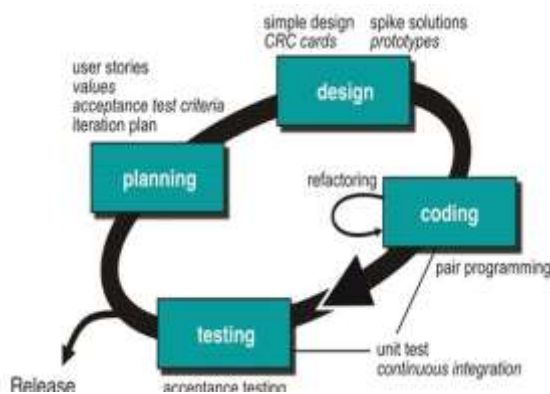 simple design
CRC cards
spike solutions
prototypes
user stories
values
acceptance test criteria
iteration plan
design
planning
refactoring
coding
pair programming
testing
unit test
continuous integration
Release
acceptance testing